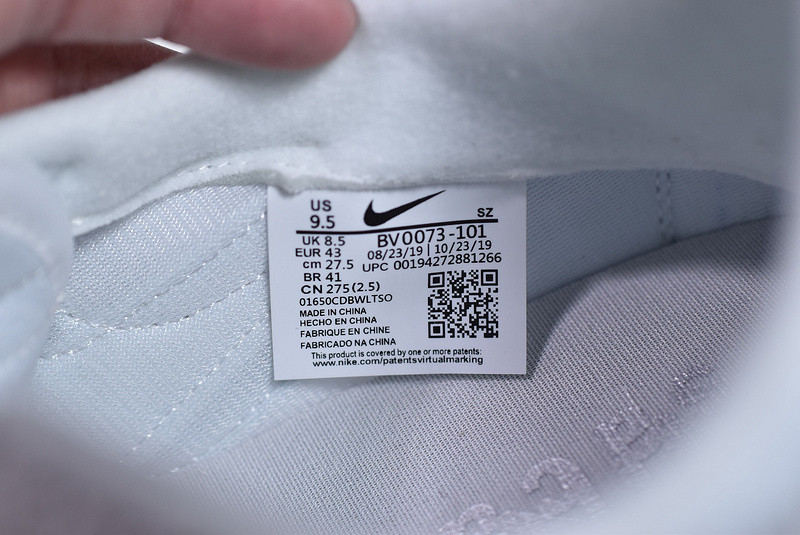 US
9.5
SZ
UK 8.5
BV0073-101
EUR 43
08/23/19 | 10/23/19
cm 27.5
UPC 00194272881266
BR 41
CN 275(2.5)
01650CDBWLTSO
MADE IN CHINA
HECHO EN CHINA
FABRIQUE EN CHINE
FABRICADO NA CHINA
This product is covered by one or more patents:
www.nike.com/patentsvirtualmarking